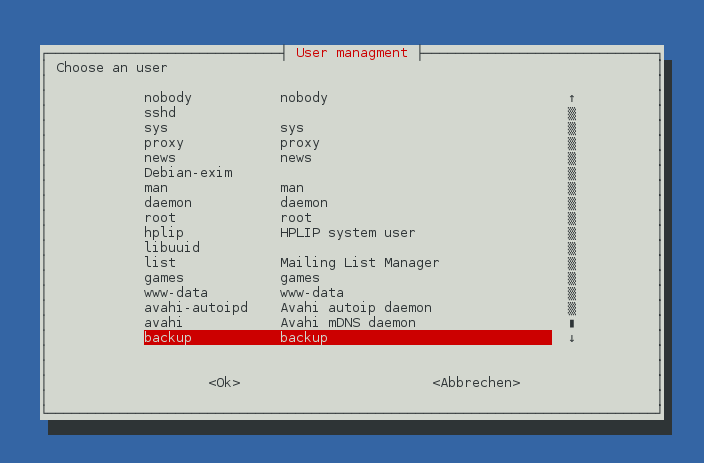 User managment
Choose an user
nobody nobody ↑
sshd
sys sys
proxy proxy
news news
Debian-exim
man man
daemon daemon
root root
hplip HPLIP system user
libuuid
list Mailing List Manager
games games
www-data www-data
avahi-autoipd Avahi autoip daemon
avahi Avahi mDNS daemon
backup backup ↓
<Ok> <Abbrechen>